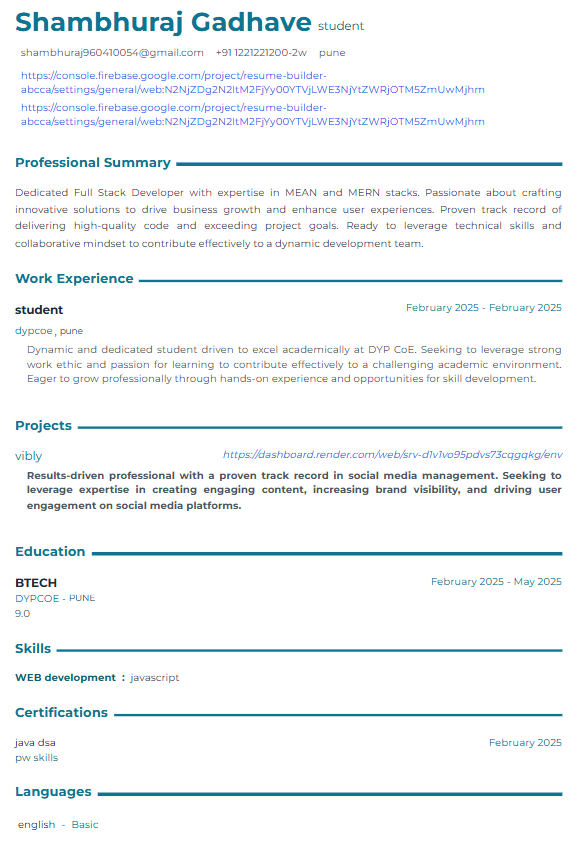 Shambhuraj Gadhave student
shambhuraj960410054@gmail.com +91 1221221200-2w pune
https://console.firebase.google.com/project/resume-builder-
abcca/settings/general/web:N2NjZDg2N2ItM2FjYy00YTVjLWE3NjYtZWRjOTM5ZmUwMjhm
https://console.firebase.google.com/project/resume-builder-
abcca/settings/general/web:N2NjZDg2N2ItM2FjYy00YTVjLWE3NjYtZWRjOTM5ZmUwMjhm
Professional Summary
Dedicated Full Stack Developer with expertise in MEAN and MERN stacks. Passionate about crafting
innovative solutions to drive business growth and enhance user experiences. Proven track record of
delivering high-quality code and exceeding project goals. Ready to leverage technical skills and
collaborative mindset to contribute effectively to a dynamic development team.
Work Experience
student February 2025 - February 2025
dypcoe , pune
Dynamic and dedicated student driven to excel academically at DYP CoE. Seeking to leverage strong
work ethic and passion for learning to contribute effectively to a challenging academic environment.
Eager to grow professionally through hands-on experience and opportunities for skill development.
Projects
vibly https://dashboard.render.com/web/srv-d1v1vo95pdvs73cqgqkg/env
Results-driven professional with a proven track record in social media management. Seeking to
leverage expertise in creating engaging content, increasing brand visibility, and driving user
engagement on social media platforms.
Education
BTECH February 2025 - May 2025
DYPCOE - PUNE
9.0
Skills
WEB development : javascript
Certifications
java dsa February 2025
pw skills
Languages
english - Basic